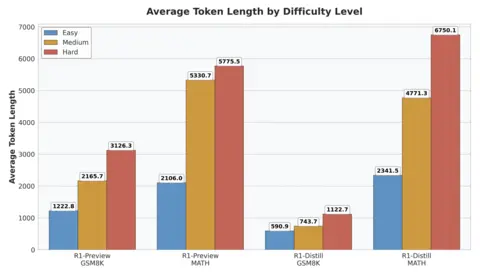 Average Token Length by Difficulty Level
Easy
Medium
Hard
Average Token Length
7000
6000
5000
4000
3000
2000
1000
0
1222.8
2165.7
3126.3
2106.0
5330.7
5775.5
590.9
743.7
1122.7
2341.5
4771.3
6750.1
R1-Preview
GSM8K
R1-Preview
MATH
R1-Distill
GSM8K
R1-Distill
MATH